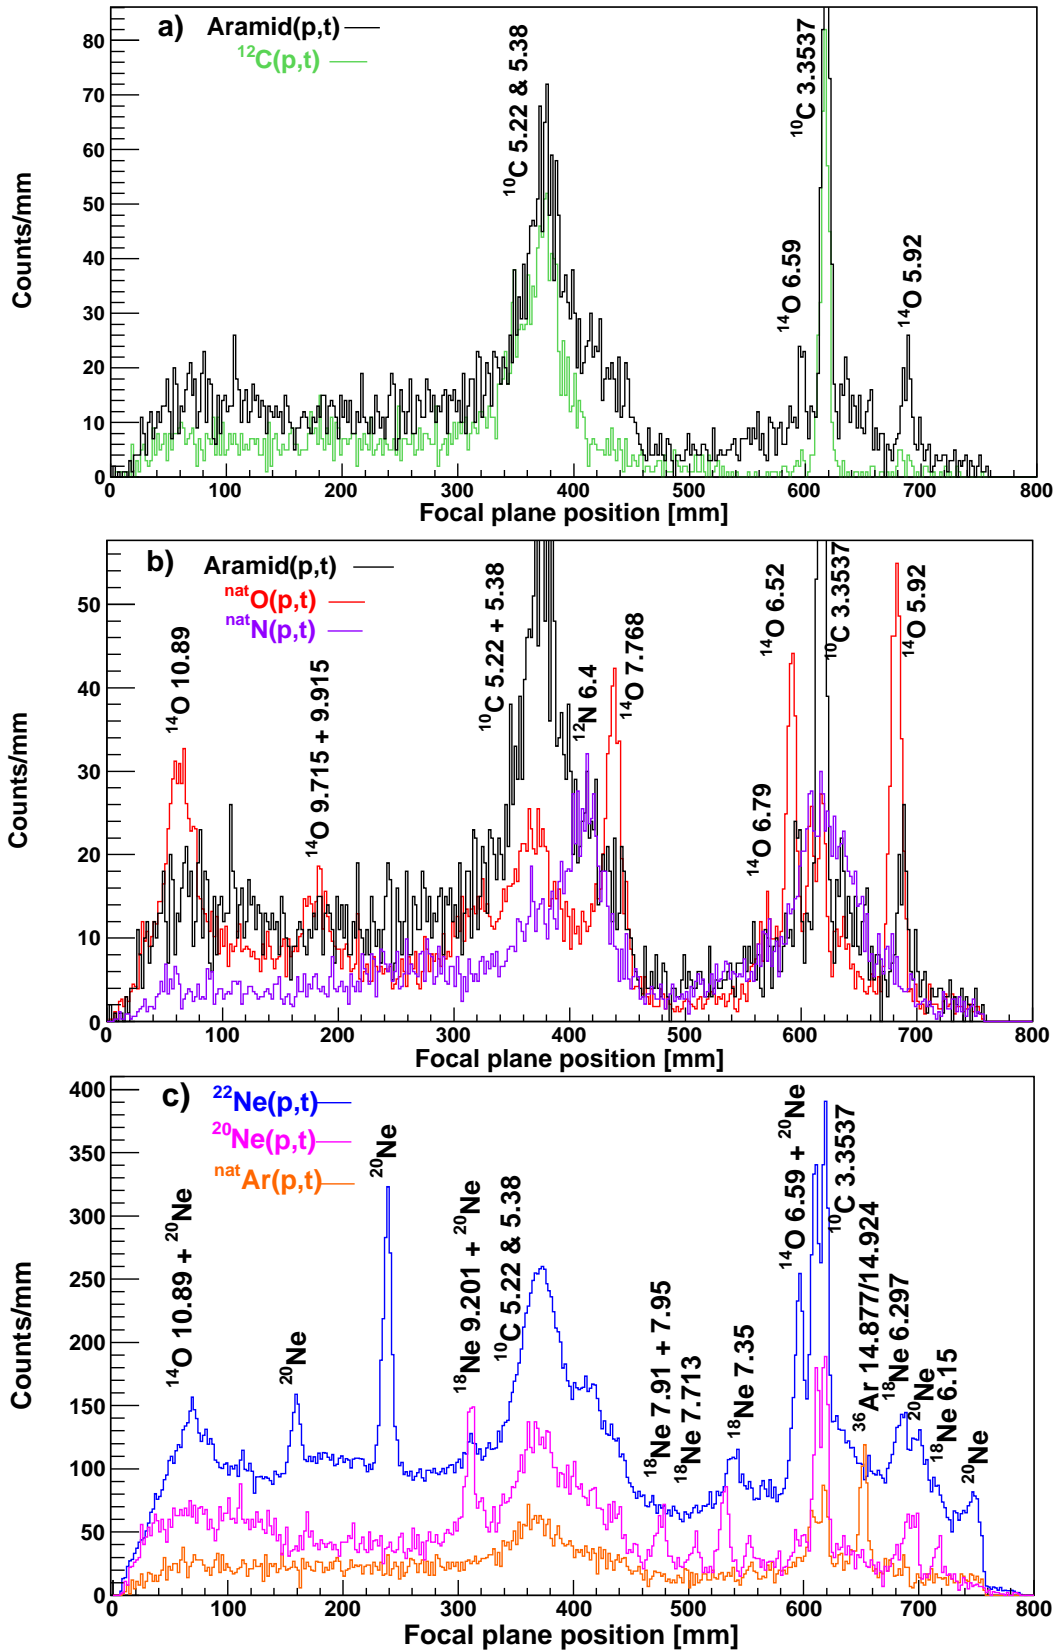 a)
Aramid(p,t)
¹²C(p,t)
¹⁰C 5.22 & 5.38
¹⁴O 6.59
¹⁰C 3.3537
¹⁴O 5.92
Counts/mm
0 10 20 30 40 50 60 70 80
0 100 200 300 400 500 600 700 800
Focal plane position [mm]
b)
Aramid(p,t)
ⁿᵃᵗO(p,t)
ⁿᵃᵗN(p,t)
¹⁴O 10.89
¹⁴O 9.715 + 9.915
¹⁰C 5.22 + 5.38
¹²N 6.4
¹⁴O 7.768
¹⁴O 6.79
¹⁴O 6.52
¹⁰C 3.3537
¹⁴O 5.92
Counts/mm
0 10 20 30 40 50
0 100 200 300 400 500 600 700 800
Focal plane position [mm]
c)
²²Ne(p,t)
²⁰Ne(p,t)
ⁿᵃᵗAr(p,t)
¹⁴O 10.89 + ²⁰Ne
²⁰Ne
²⁰Ne
¹⁸Ne 9.201 + ²⁰Ne
¹⁰C 5.22 & 5.38
¹⁸Ne 7.91 + 7.95
¹⁸Ne 7.713
¹⁸Ne 7.35
¹⁴O 6.59 + ²⁰Ne
¹⁰C 3.3537
³⁶Ar 14.877/14.924
¹⁸Ne 6.297
²⁰Ne
¹⁸Ne 6.15
²⁰Ne
Counts/mm
0 50 100 150 200 250 300 350 400
0 100 200 300 400 500 600 700 800
Focal plane position [mm]